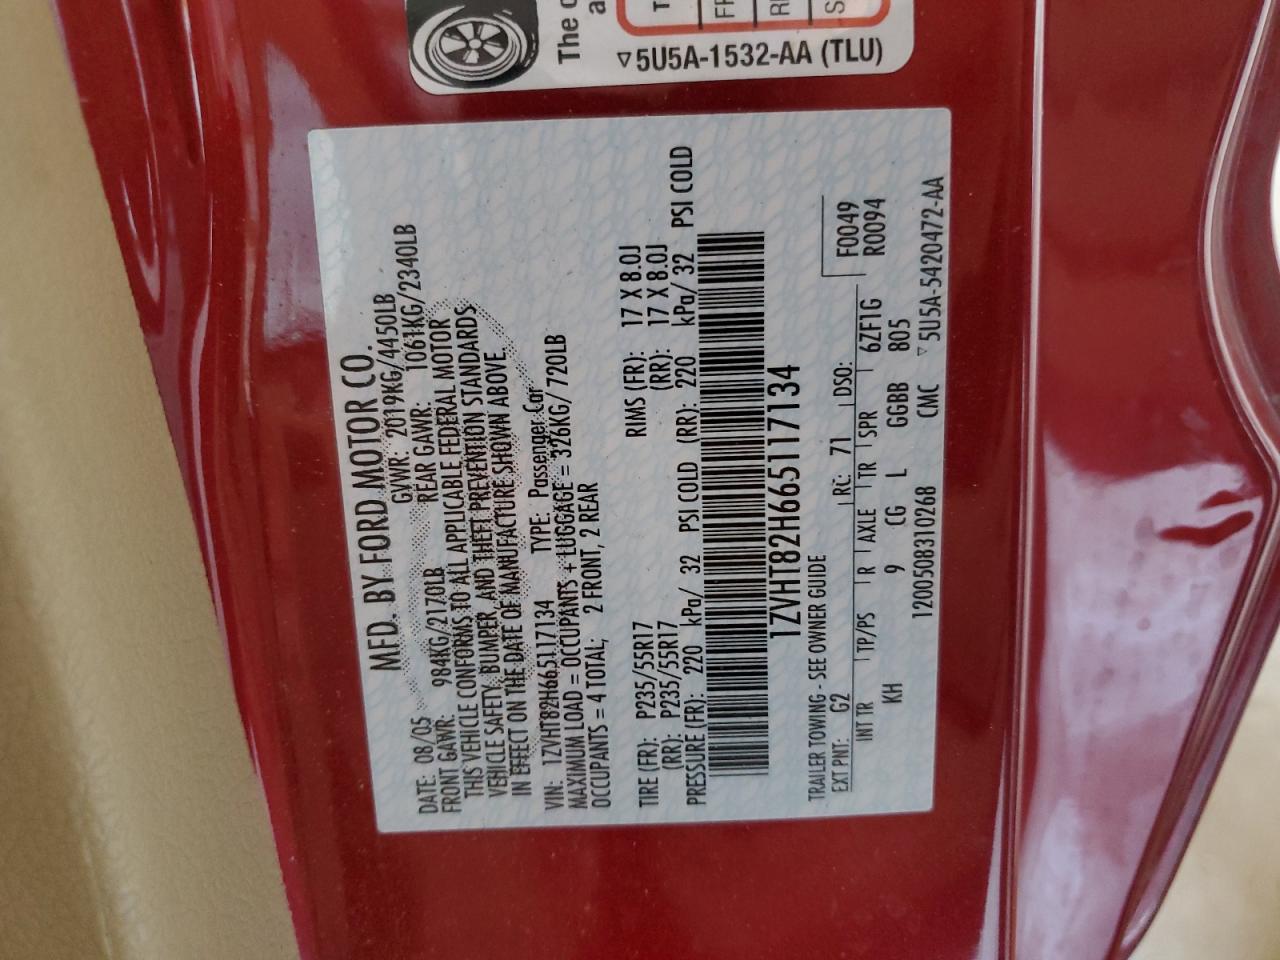 The
5U5A-1532-AA (TLU)
MFD. BY FORD MOTOR CO.
DATE: 08/05 GVWR: 2019KG/4450LB
FRONT GAWR: 984KG/2170LB REAR GAWR: 1061KG/2340LB
THIS VEHICLE CONFORMS TO ALL APPLICABLE FEDERAL MOTOR
VEHICLE SAFETY, BUMPER, AND THEFT PREVENTION STANDARDS
IN EFFECT ON THE DATE OF MANUFACTURE SHOWN ABOVE.
VIN: 1ZVHT82H665117134 TYPE: Passenger Car
MAXIMUM LOAD = OCCUPANTS + LUGGAGE = 326KG/720LB
OCCUPANTS = 4 TOTAL; 2 FRONT, 2 REAR
TIRE (FR): P235/55R17 RIMS (FR): 17 X 8.0J
(RR): P235/55R17 (RR): 17 X 8.0J
PRESSURE (FR): 220 kPa/ 32 PSI COLD (RR): 220 kPa/ 32 PSI COLD
1ZVHT82H665117134
TRAILER TOWING - SEE OWNER GUIDE
F0049
EXT PNT: G2 RC: 71 DSO: R0094
INT TR TP/PS R AXLE TR SPR 6ZF1G
KH 9 CG L GGBB 805
120050831O268 CMC ▽5U5A-5420472-AA